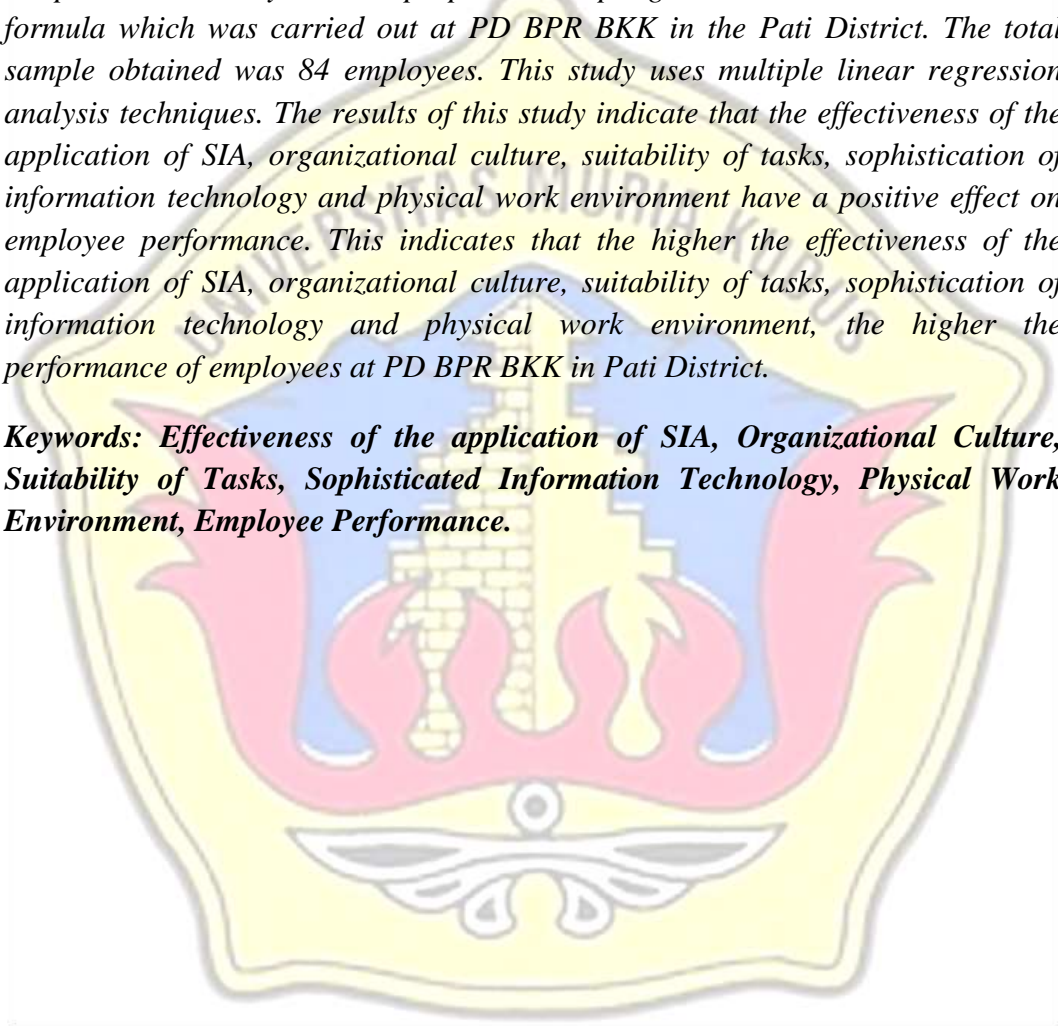 formula which was carried out at PD BPR BKK in the Pati District. The total
sample obtained was 84 employees. This study uses multiple linear regression
analysis techniques. The results of this study indicate that the effectiveness of the
application of SIA, organizational culture, suitability of tasks, sophistication of
information technology and physical work environment have a positive effect on
employee performance. This indicates that the higher the effectiveness of the
application of SIA, organizational culture, suitability of tasks, sophistication of
information technology and physical work environment, the higher the
performance of employees at PD BPR BKK in Pati District.
Keywords: Effectiveness of the application of SIA, Organizational Culture,
Suitability of Tasks, Sophisticated Information Technology, Physical Work
Environment, Employee Performance.
UNIVERSITAS MURIA KUDUS